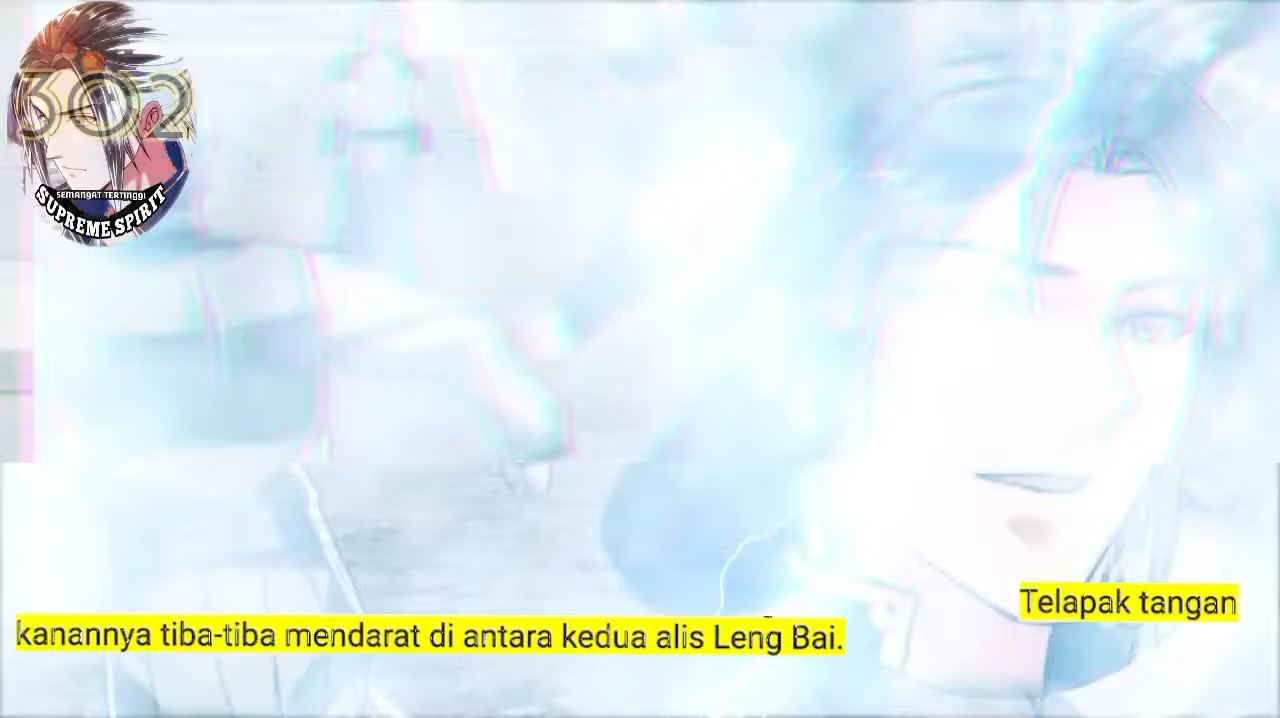 302
SEMANGAT TERTINGGI
SUPREME SPIRIT
Telapak tangan
kanannya tiba-tiba mendarat di antara kedua alis Leng Bai.